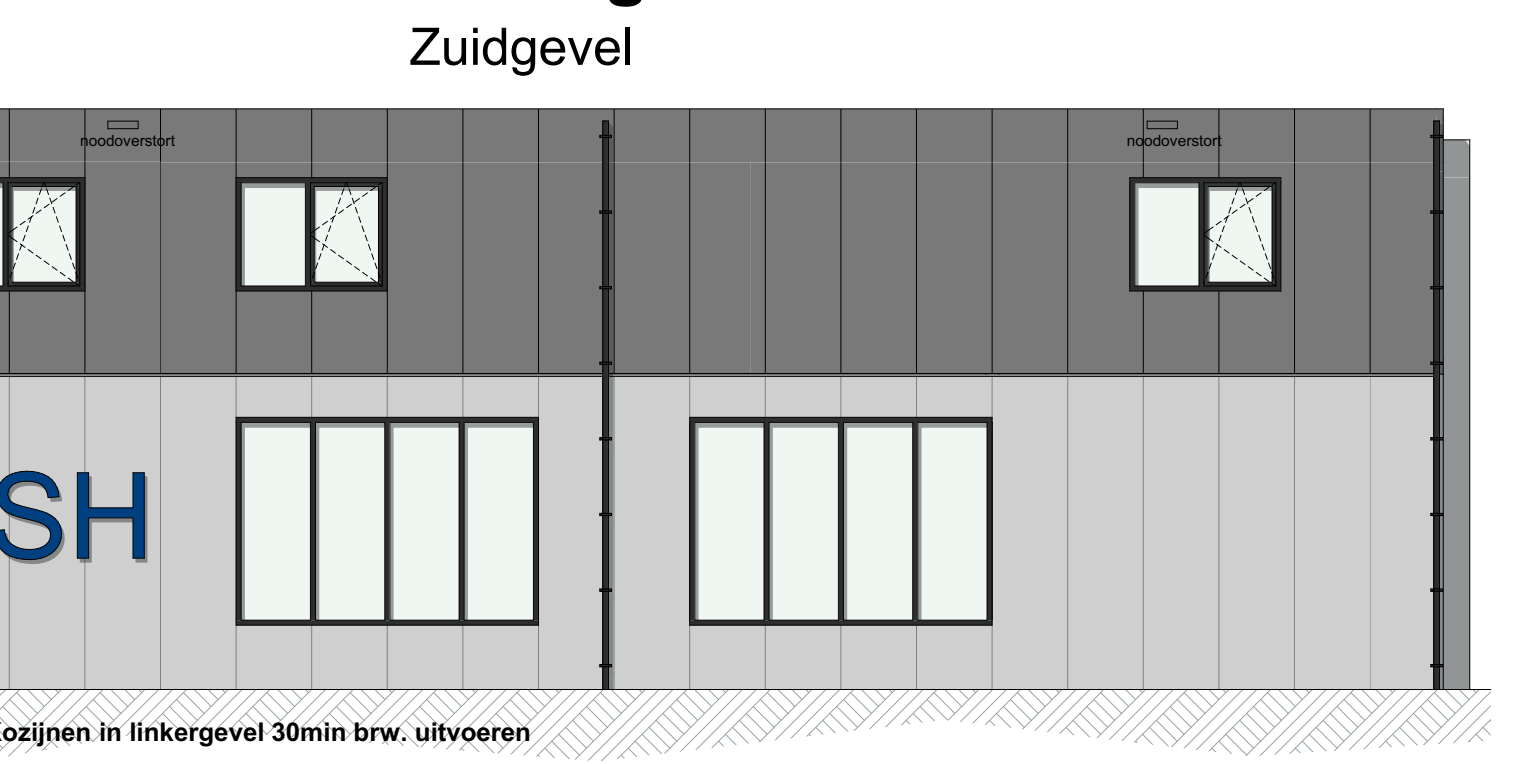 Zuidgevel
noodoverstort
noodoverstort
SH
ozijnen in linkergevel 30min brw. uitvoeren